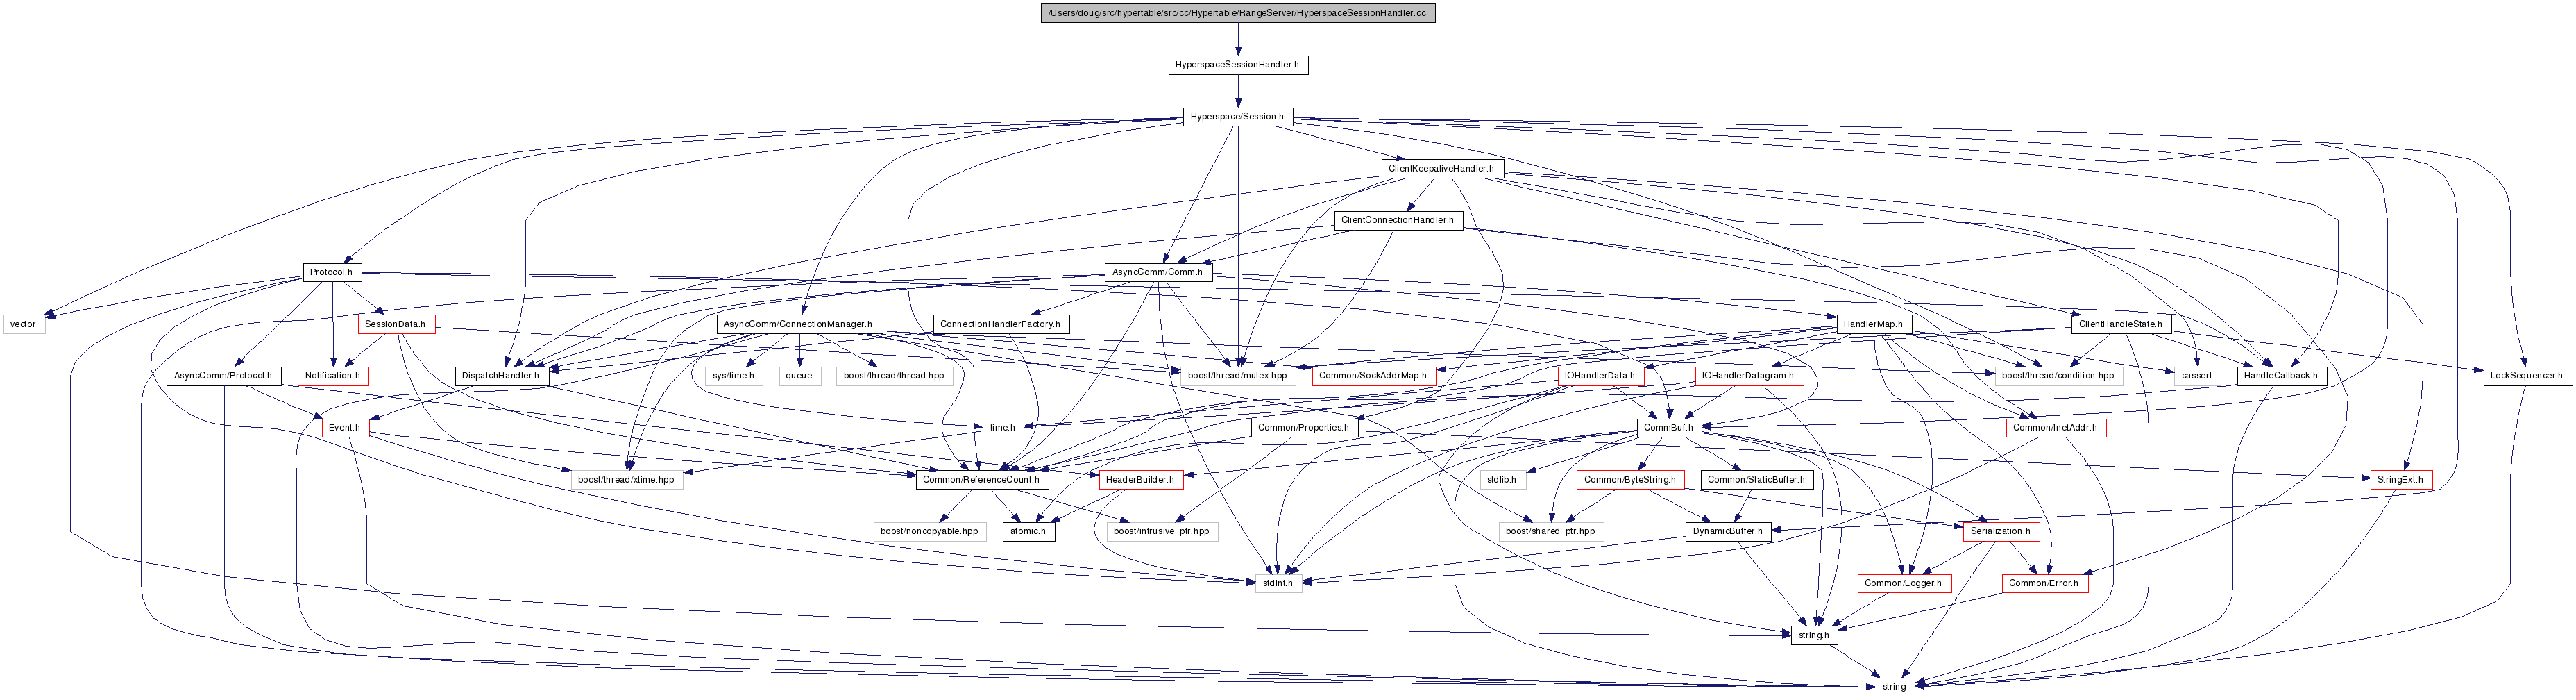 /Users/doug/src/hypertable/src/cc/Hypertable/RangeServer/HyperspaceSessionHandler.cc
HyperspaceSessionHandler.h
Hyperspace/Session.h
ClientKeepaliveHandler.h
ClientConnectionHandler.h
Protocol.h
AsyncComm/Comm.h
vector
SessionData.h
AsyncComm/ConnectionManager.h
ConnectionHandlerFactory.h
HandlerMap.h
ClientHandleState.h
AsyncComm/Protocol.h
Notification.h
DispatchHandler.h
sys/time.h
queue
boost/thread/thread.hpp
boost/thread/mutex.hpp
Common/SockAddrMap.h
IOHandlerData.h
IOHandlerDatagram.h
boost/thread/condition.hpp
cassert
HandleCallback.h
LockSequencer.h
Event.h
time.h
Common/Properties.h
CommBuf.h
Common/InetAddr.h
boost/thread/xtime.hpp
Common/ReferenceCount.h
HeaderBuilder.h
stdlib.h
Common/ByteString.h
Common/StaticBuffer.h
StringExt.h
boost/noncopyable.hpp
atomic.h
boost/intrusive_ptr.hpp
boost/shared_ptr.hpp
DynamicBuffer.h
Serialization.h
stdint.h
Common/Logger.h
Common/Error.h
string.h
string